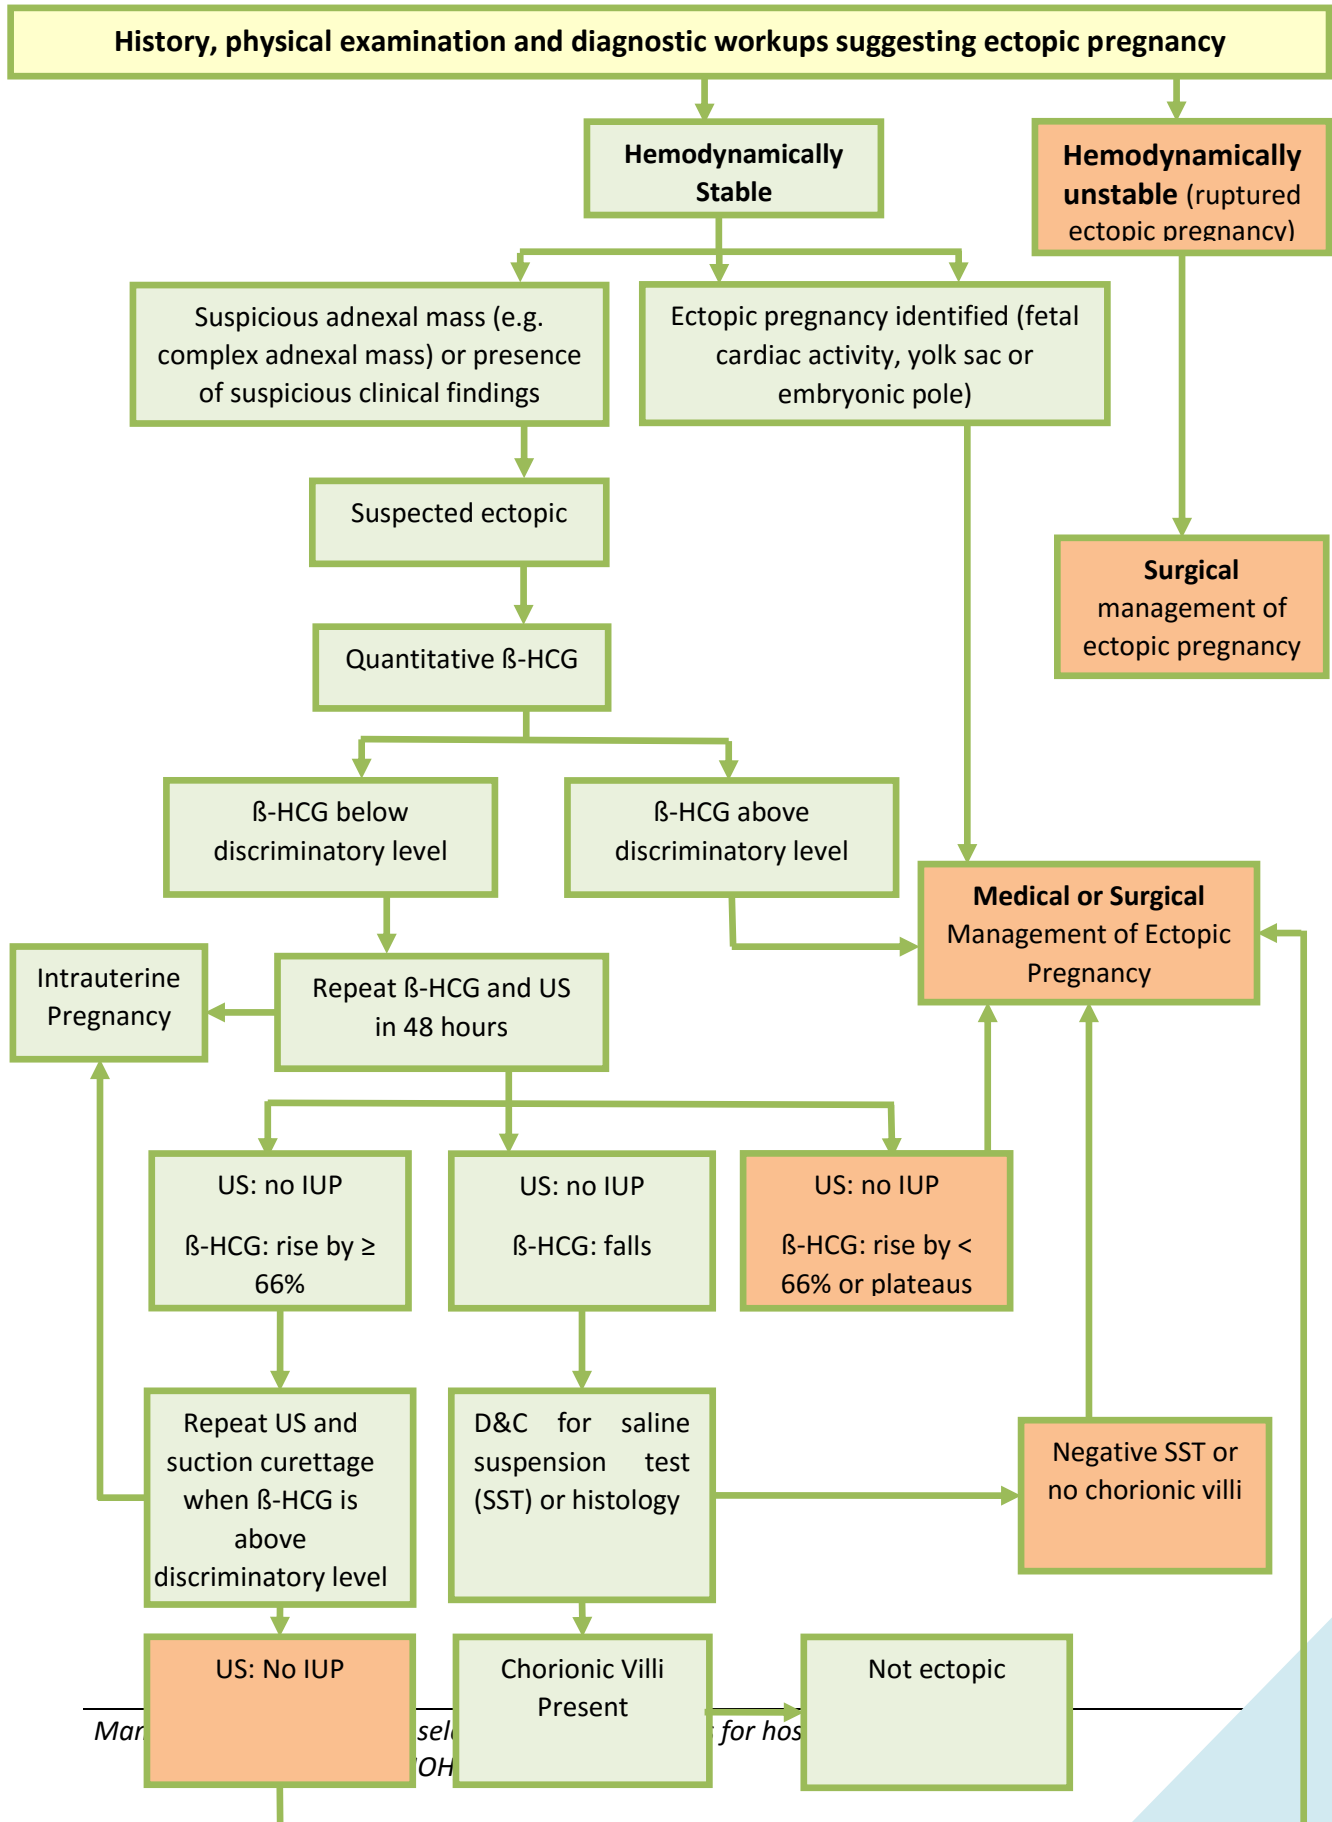 History, physical examination and diagnostic workups suggesting ectopic pregnancy
Hemodynamically
Stable
Hemodynamically
unstable (ruptured
ectopic pregnancy)
Suspicious adnexal mass (e.g.
complex adnexal mass) or presence
of suspicious clinical findings
Ectopic pregnancy identified (fetal
cardiac activity, yolk sac or
embryonic pole)
Suspected ectopic
Surgical
management of
ectopic pregnancy
Quantitative ß-HCG
ß-HCG below
discriminatory level
ß-HCG above
discriminatory level
Medical or Surgical
Management of Ectopic
Pregnancy
Intrauterine
Pregnancy
Repeat ß-HCG and US
in 48 hours
US: no IUP
ß-HCG: rise by ≥
66%
US: no IUP
ß-HCG: falls
US: no IUP
ß-HCG: rise by <
66% or plateaus
Repeat US and
suction curettage
when ß-HCG is
above
discriminatory level
D&C for saline
suspension test
(SST) or histology
Negative SST or
no chorionic villi
US: No IUP
Chorionic Villi
Present
Not ectopic
for